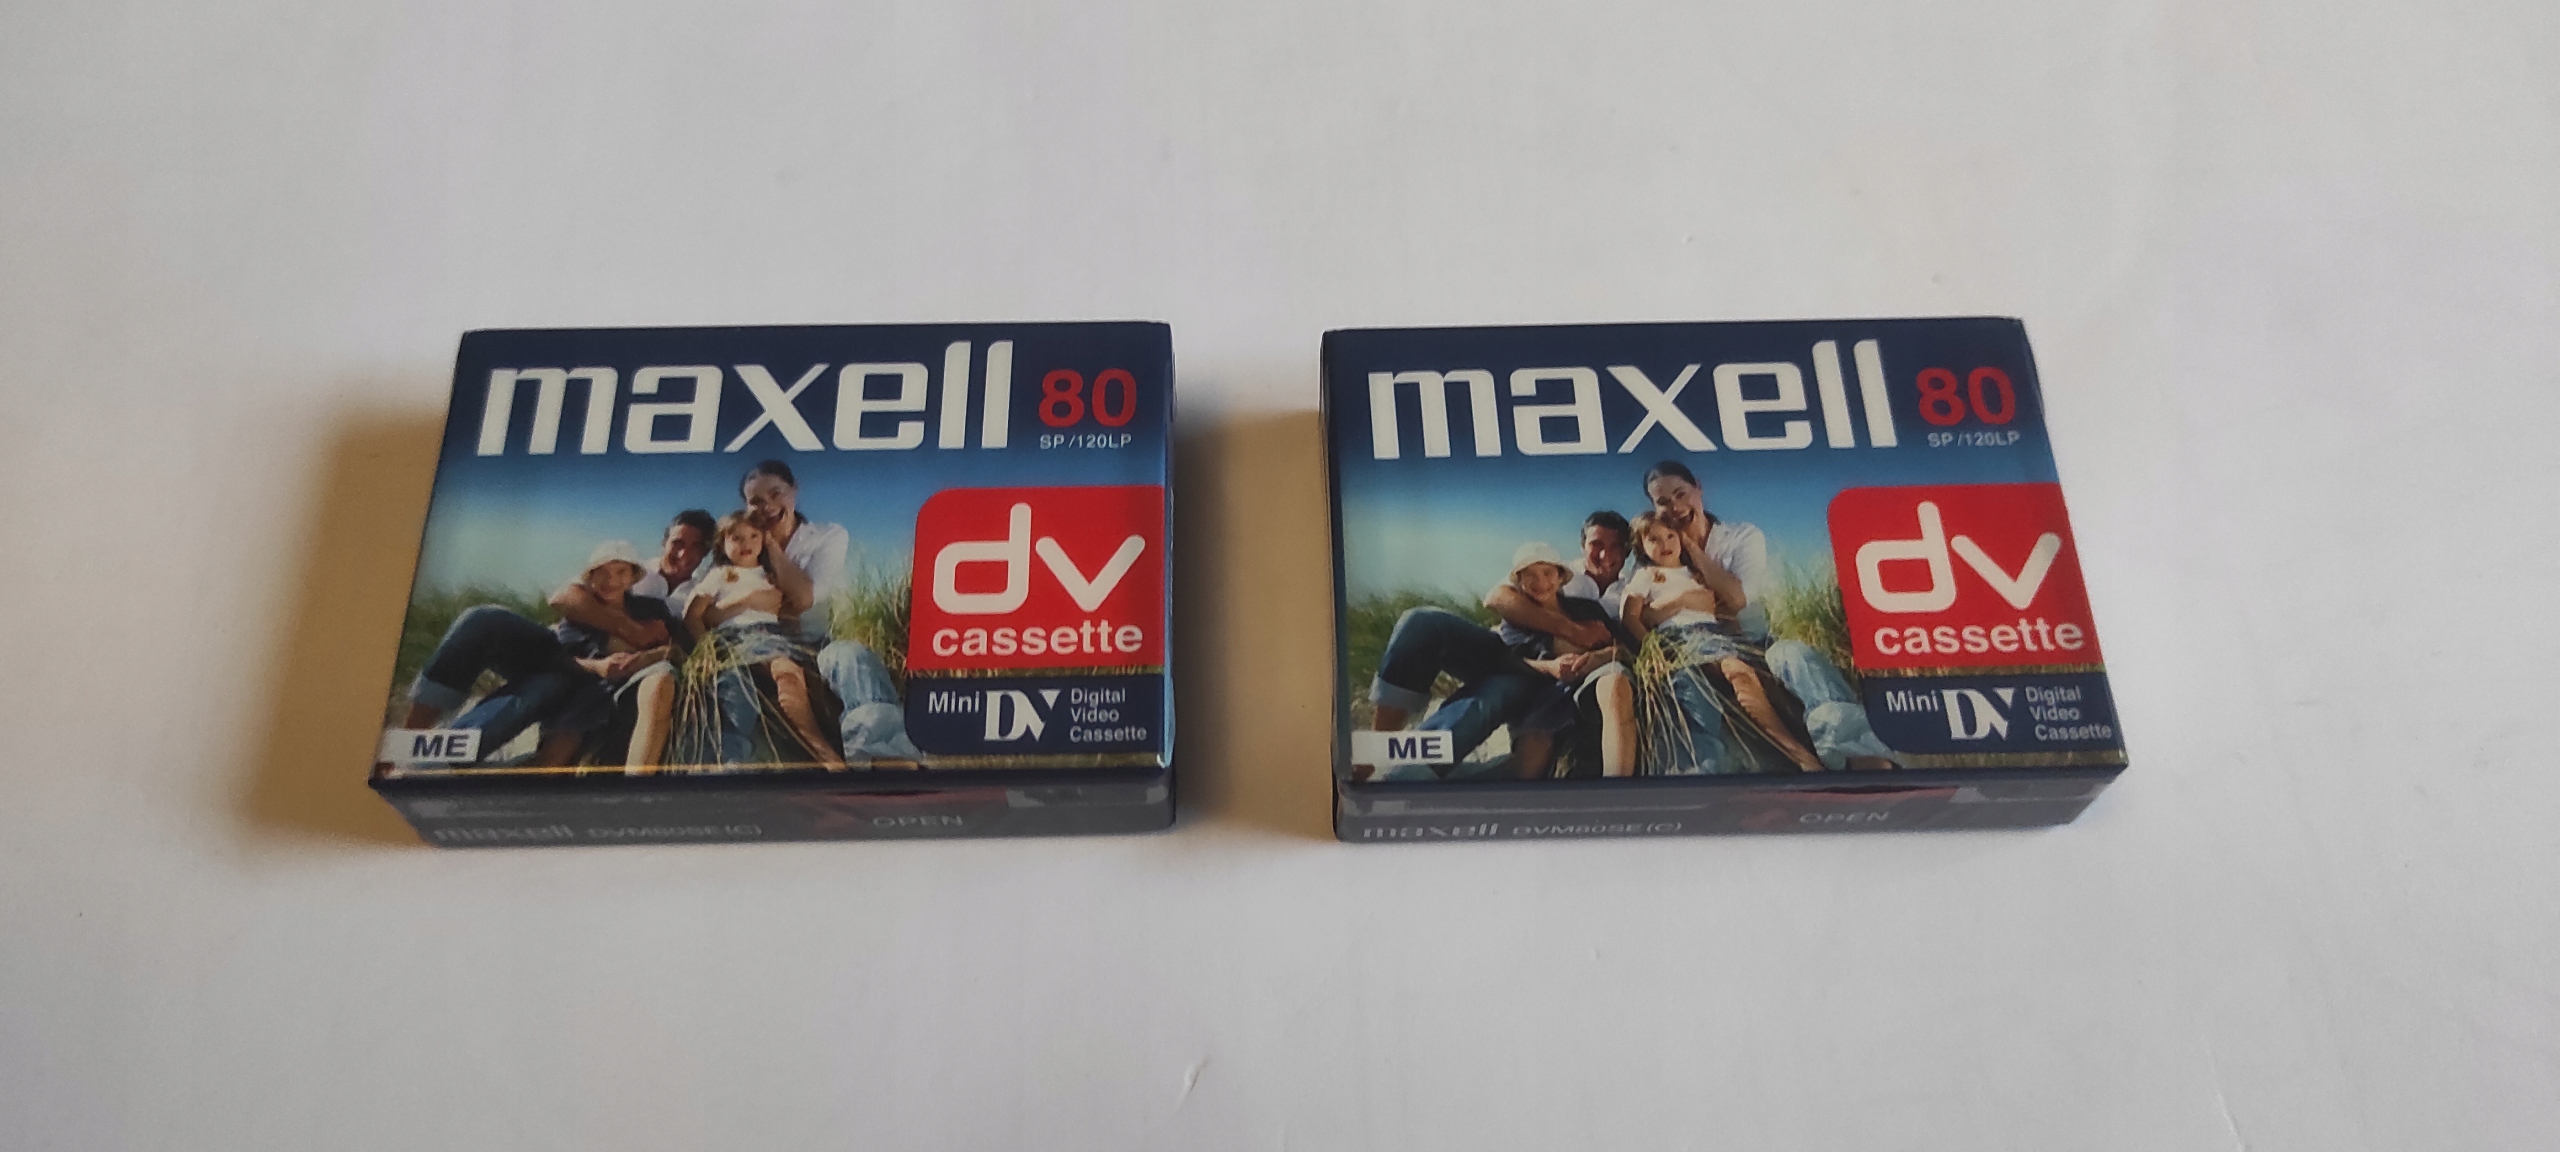 maxell 80
SP/120LP
dv
cassette
Mini DV Digital
Video
Cassette
ME
maxell DVM80SE(C) OPEN
maxell 80
SP/120LP
dv
cassette
Mini DV Digital
Video
Cassette
ME
maxell DVM80SE(C) OPEN